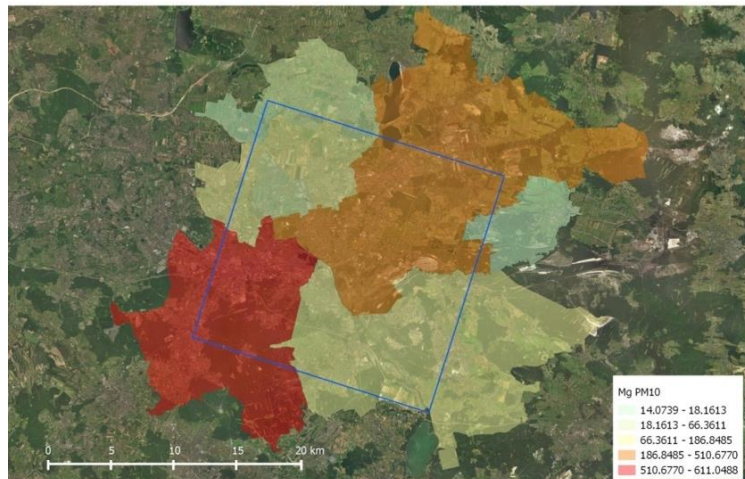 Mg PM10
14.0739 - 18.1613
18.1613 - 66.3611
66.3611 - 186.8485
186.8485 - 510.6770
510.6770 - 611.0488
0 5 10 15 20 km